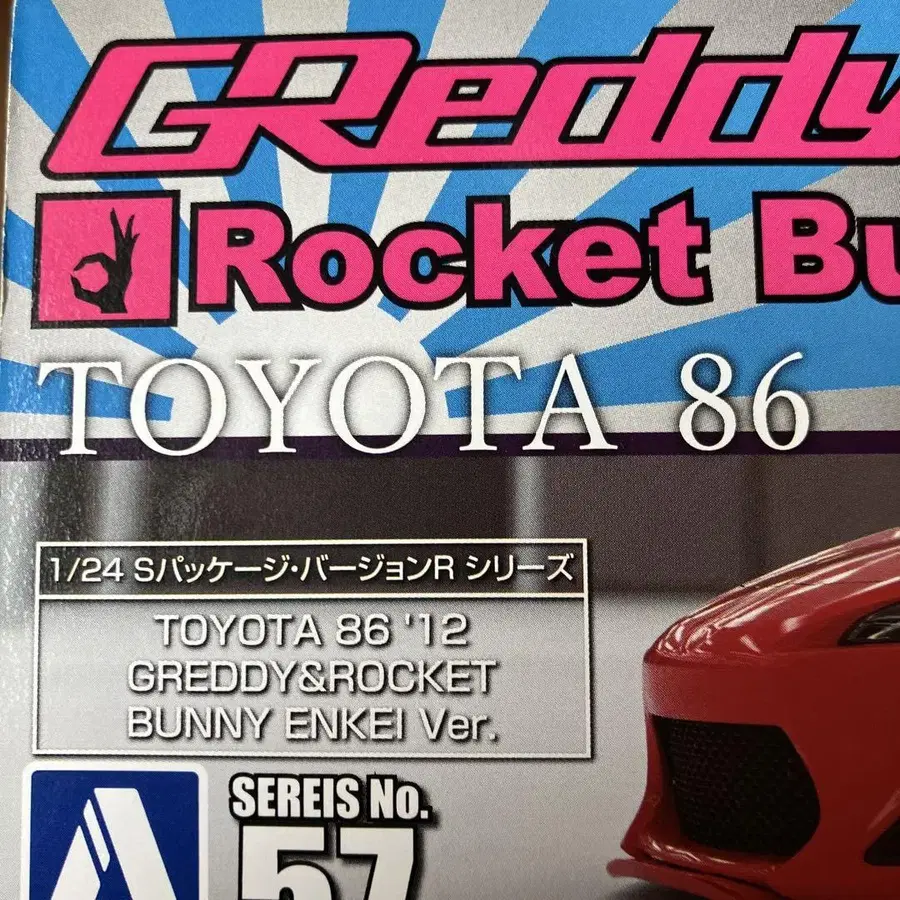 GReddy
Rocket Bu
TOYOTA 86
1/24 Sパッケージ・バージョンR シリーズ
TOYOTA 86 '12
GREDDY&ROCKET
BUNNY ENKEI Ver.
SEREIS No.
57